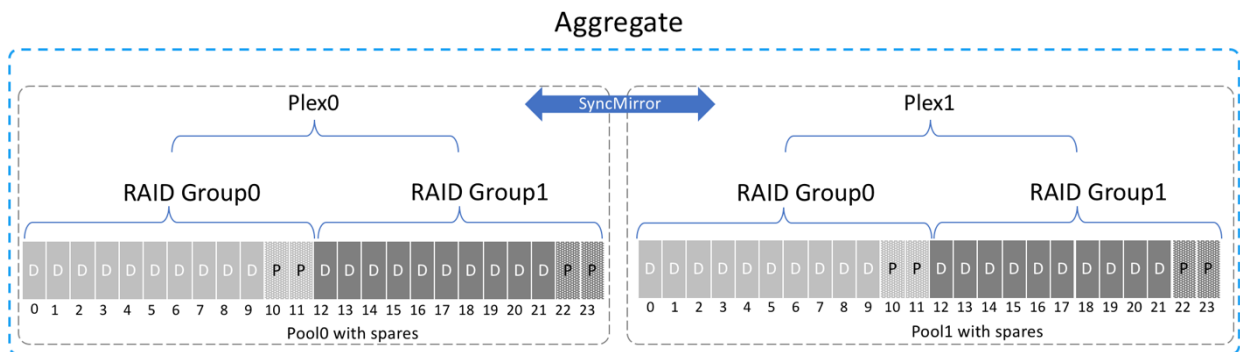 Aggregate
Plex0 SyncMirror Plex1
RAID Group0 RAID Group1 RAID Group0 RAID Group1
D D D D D D D D D D P P D D D D D D D D D D P P D D D D D D D D D D P P D D D D D D D D D D P P
0 1 2 3 4 5 6 7 8 9 10 11 12 13 14 15 16 17 18 19 20 21 22 23 0 1 2 3 4 5 6 7 8 9 10 11 12 13 14 15 16 17 18 19 20 21 22 23
Pool0 with spares Pool1 with spares